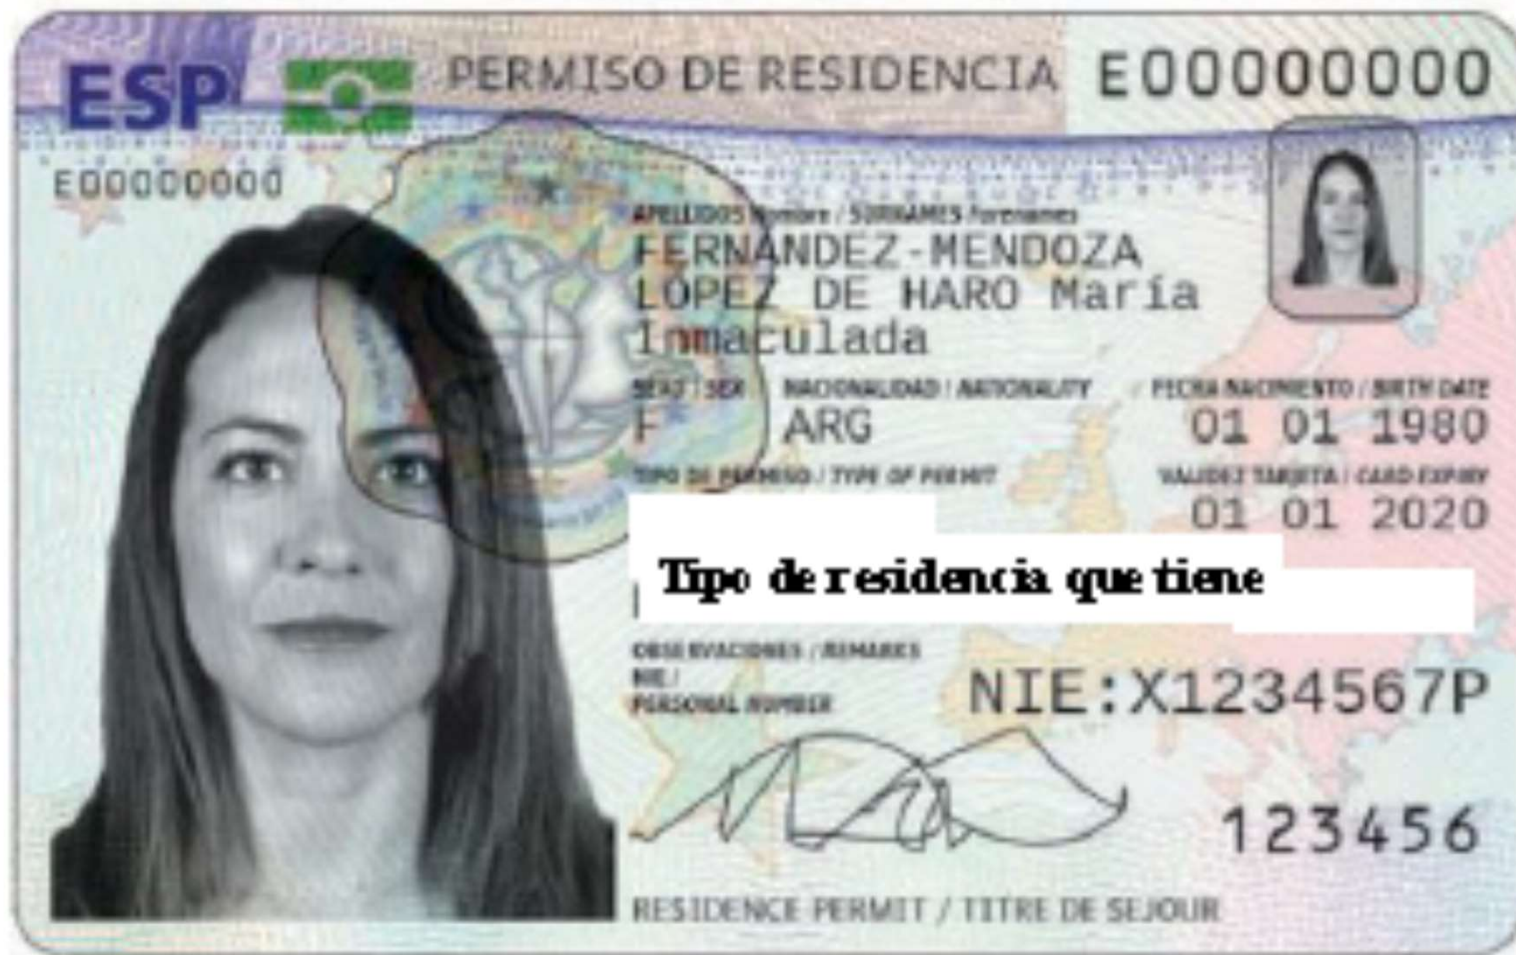 ESP PERMISO DE RESIDENCIA E00000000
E00000000
APELLIDOS Nombre / SURNAMES Forenames
FERNÁNDEZ-MENDOZA
LÓPEZ DE HARO María
Inmaculada
SEXO / SEX NACIONALIDAD / NATIONALITY FECHA NACIMIENTO / BIRTH DATE
F ARG 01 01 1980
TIPO DE PERMISO / TYPE OF PERMIT VALIDEZ TARJETA / CARD EXPIRY
01 01 2020
Tipo de residencia que tiene
OBSERVACIONES / REMARKS
NIE / NIE:X1234567P
PERSONAL NUMBER
123456
RESIDENCE PERMIT / TITRE DE SEJOUR